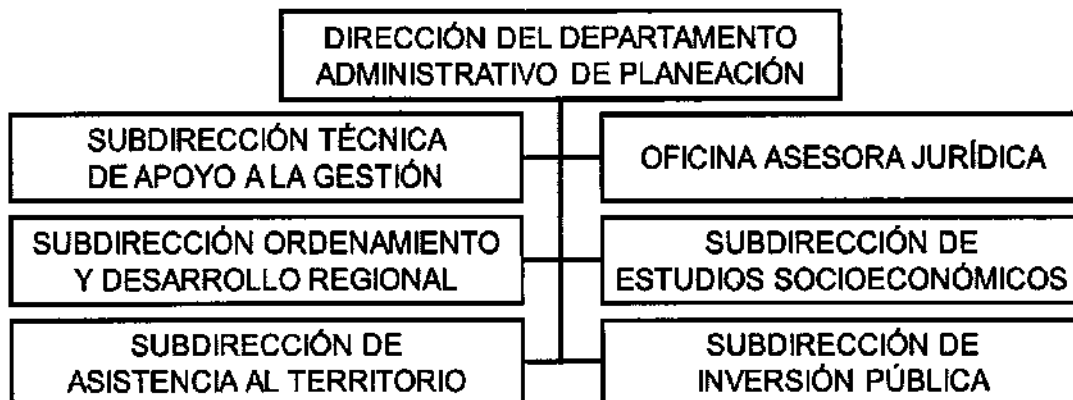 DIRECCIÓN DEL DEPARTAMENTO
ADMINISTRATIVO DE PLANEACIÓN
SUBDIRECCIÓN TÉCNICA
DE APOYO A LA GESTIÓN
OFICINA ASESORA JURÍDICA
SUBDIRECCIÓN ORDENAMIENTO
Y DESARROLLO REGIONAL
SUBDIRECCIÓN DE
ESTUDIOS SOCIOECONÓMICOS
SUBDIRECCIÓN DE
ASISTENCIA AL TERRITORIO
SUBDIRECCIÓN DE
INVERSIÓN PÚBLICA